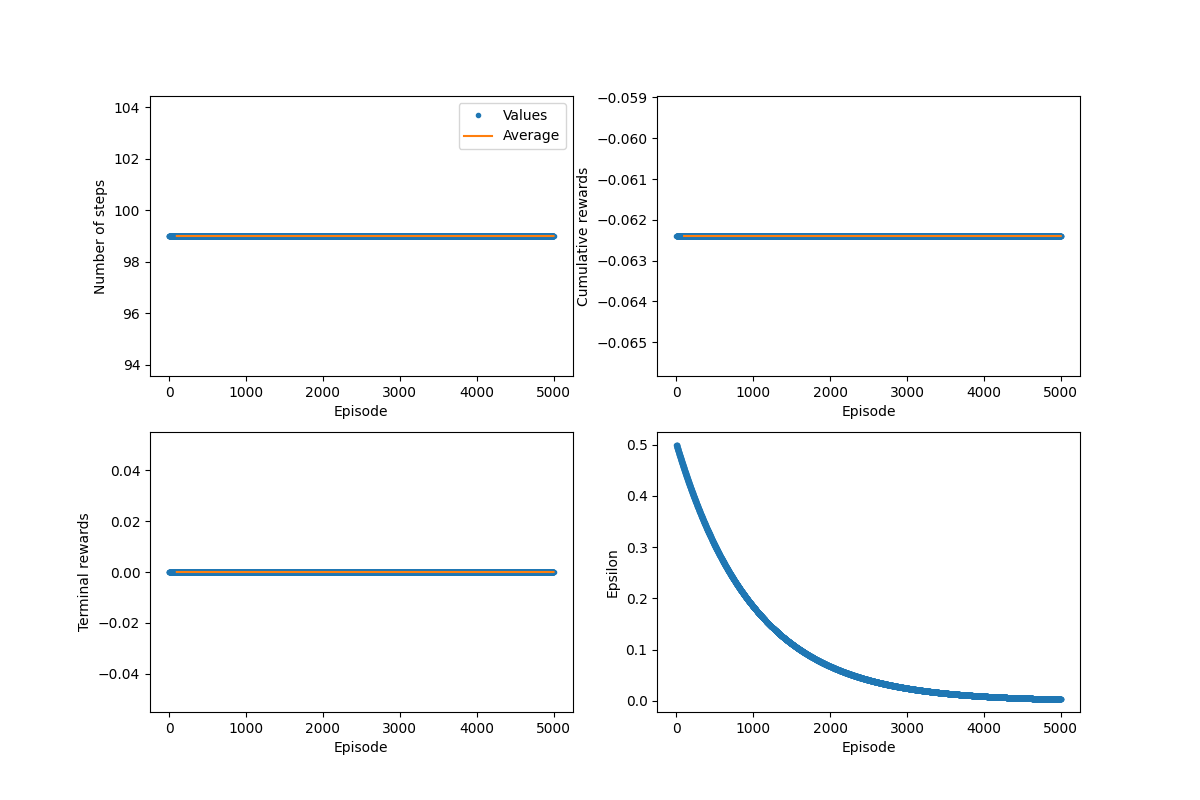 104
102
100
98
96
94
Number of steps
Values
Average
0 1000 2000 3000 4000 5000
Episode
−0.059
−0.060
−0.061
−0.062
−0.063
−0.064
−0.065
Cumulative rewards
0 1000 2000 3000 4000 5000
Episode
0.04
0.02
0.00
−0.02
−0.04
Terminal rewards
0 1000 2000 3000 4000 5000
Episode
0.5
0.4
0.3
0.2
0.1
0.0
Epsilon
0 1000 2000 3000 4000 5000
Episode